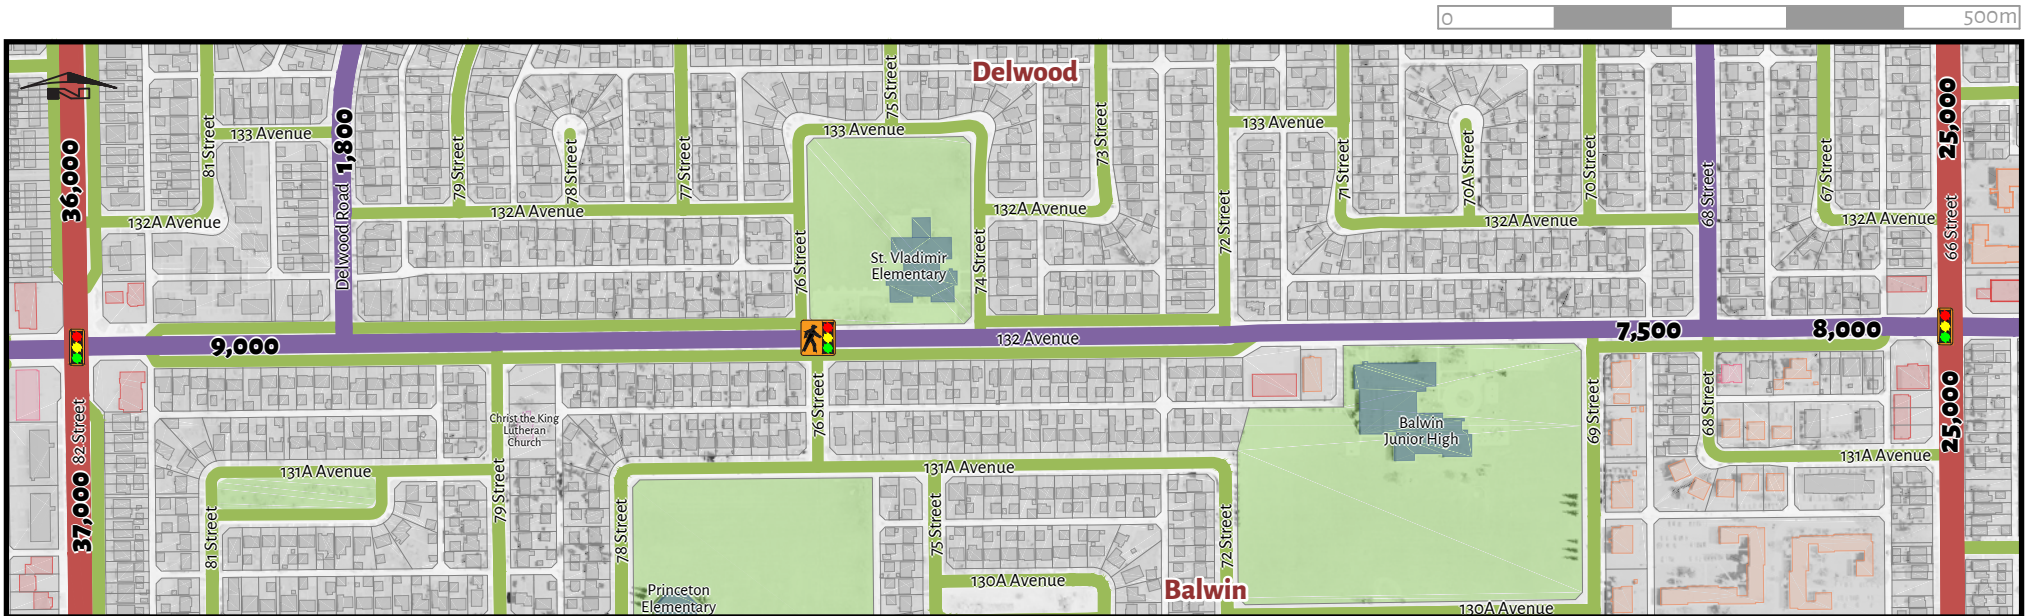 0
500m
Delwood
36,000
81 Street
133 Avenue
1,800
Delwood Road
132A Avenue
79 Street
78 Street
77 Street
132A Avenue
76 Street
133 Avenue
75 Street
St. Vladimir
Elementary
74 Street
73 Street
132A Avenue
72 Street
133 Avenue
71 Street
70A Street
70 Street
132A Avenue
68 Street
67 Street
132A Avenue
25,000
66 Street
9,000
132 Avenue
7,500
8,000
82 Street
37,000
131A Avenue
81 Street
Christ the King
Lutheran
Church
79 Street
78 Street
76 Street
131A Avenue
75 Street
Princeton
Elementary
130A Avenue
72 Street
Balwin
Balwin
Junior High
69 Street
68 Street
131A Avenue
25,000
130A Avenue